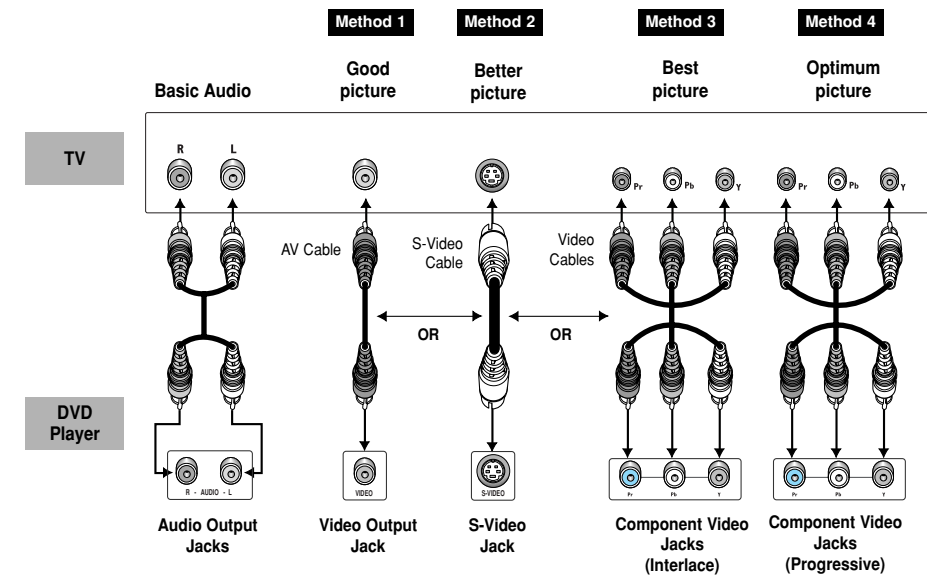 Method 1
Method 2
Method 3
Method 4
Basic Audio
Good
picture
Better
picture
Best
picture
Optimum
picture
TV
R
L
Pr
Pb
Y
Pr
Pb
Y
AV Cable
S-Video
Cable
Video
Cables
OR
OR
DVD
Player
R - AUDIO - L
VIDEO
S-VIDEO
Pr
Pb
Y
Pr
Pb
Y
Audio Output
Jacks
Video Output
Jack
S-Video
Jack
Component Video
Jacks
(Interlace)
Component Video
Jacks
(Progressive)